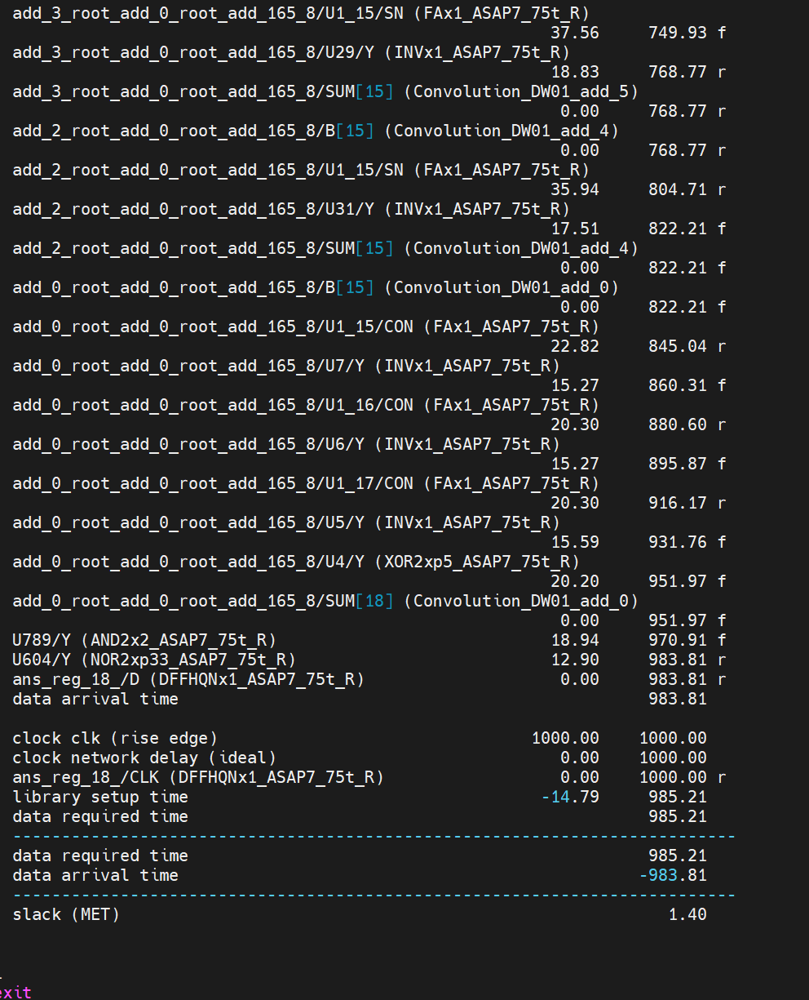 add_3_root_add_0_root_add_165_8/U1_15/SN (FAx1_ASAP7_75t_R)
37.56 749.93 f
add_3_root_add_0_root_add_165_8/U29/Y (INVx1_ASAP7_75t_R)
18.83 768.77 r
add_3_root_add_0_root_add_165_8/SUM[15] (Convolution_DW01_add_5)
0.00 768.77 r
add_2_root_add_0_root_add_165_8/B[15] (Convolution_DW01_add_4)
0.00 768.77 r
add_2_root_add_0_root_add_165_8/U1_15/SN (FAx1_ASAP7_75t_R)
35.94 804.71 r
add_2_root_add_0_root_add_165_8/U31/Y (INVx1_ASAP7_75t_R)
17.51 822.21 f
add_2_root_add_0_root_add_165_8/SUM[15] (Convolution_DW01_add_4)
0.00 822.21 f
add_0_root_add_0_root_add_165_8/B[15] (Convolution_DW01_add_0)
0.00 822.21 f
add_0_root_add_0_root_add_165_8/U1_15/CON (FAx1_ASAP7_75t_R)
22.82 845.04 r
add_0_root_add_0_root_add_165_8/U7/Y (INVx1_ASAP7_75t_R)
15.27 860.31 f
add_0_root_add_0_root_add_165_8/U1_16/CON (FAx1_ASAP7_75t_R)
20.30 880.60 r
add_0_root_add_0_root_add_165_8/U6/Y (INVx1_ASAP7_75t_R)
15.27 895.87 f
add_0_root_add_0_root_add_165_8/U1_17/CON (FAx1_ASAP7_75t_R)
20.30 916.17 r
add_0_root_add_0_root_add_165_8/U5/Y (INVx1_ASAP7_75t_R)
15.59 931.76 f
add_0_root_add_0_root_add_165_8/U4/Y (XOR2xp5_ASAP7_75t_R)
20.20 951.97 f
add_0_root_add_0_root_add_165_8/SUM[18] (Convolution_DW01_add_0)
0.00 951.97 f
U789/Y (AND2x2_ASAP7_75t_R) 18.94 970.91 f
U604/Y (NOR2xp33_ASAP7_75t_R) 12.90 983.81 r
ans_reg_18_/D (DFFHQNx1_ASAP7_75t_R) 0.00 983.81 r
data arrival time 983.81
clock clk (rise edge) 1000.00 1000.00
clock network delay (ideal) 0.00 1000.00
ans_reg_18_/CLK (DFFHQNx1_ASAP7_75t_R) 0.00 1000.00 r
library setup time -14.79 985.21
data required time 985.21
---------------------------------------------------------------------------
data required time 985.21
data arrival time -983.81
---------------------------------------------------------------------------
slack (MET) 1.40
exit